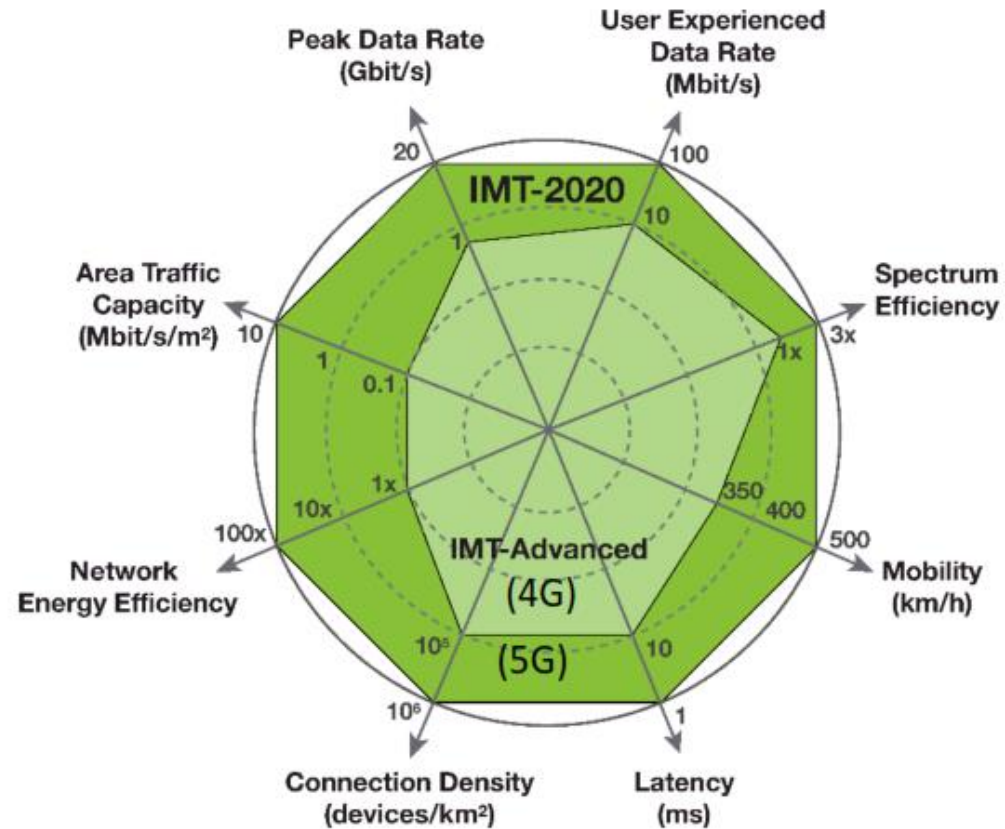 Peak Data Rate
(Gbit/s)
User Experienced
Data Rate
(Mbit/s)
20
100
IMT-2020
1
10
Area Traffic
Capacity
(Mbit/s/m²)
Spectrum
Efficiency
10
1
0.1
1x
3x
1x
10x
100x
350
400
500
Network
Energy Efficiency
IMT-Advanced
(4G)
Mobility
(km/h)
10⁵
(5G)
10
10⁶
1
Connection Density
(devices/km²)
Latency
(ms)